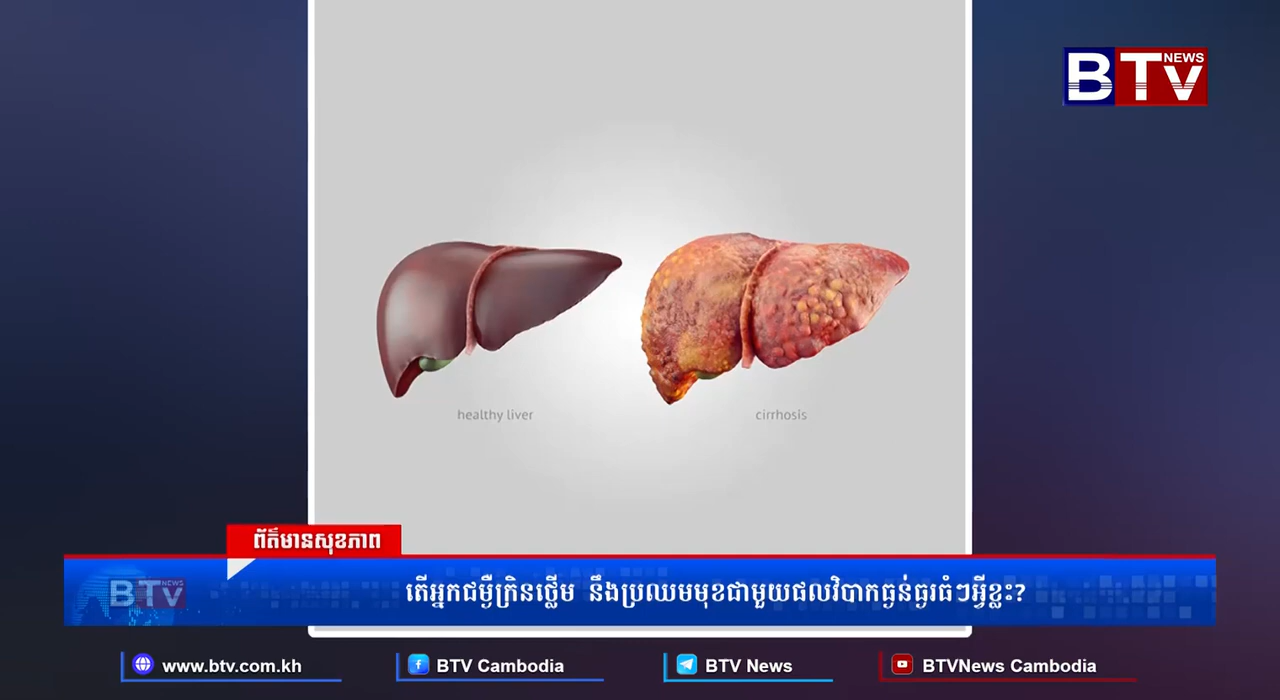 BTV NEWS
healthy liver
cirrhosis
ព័ត៌មានសុខភាព
BTV NEWS
តើអ្នកជម្ងឺក្រិនថ្លើម នឹងប្រឈមមុខជាមួយផលវិបាកធ្ងន់ធ្ងរធំៗអ្វីខ្លះ?
www.btv.com.kh
BTV Cambodia
BTV News
BTVNews Cambodia